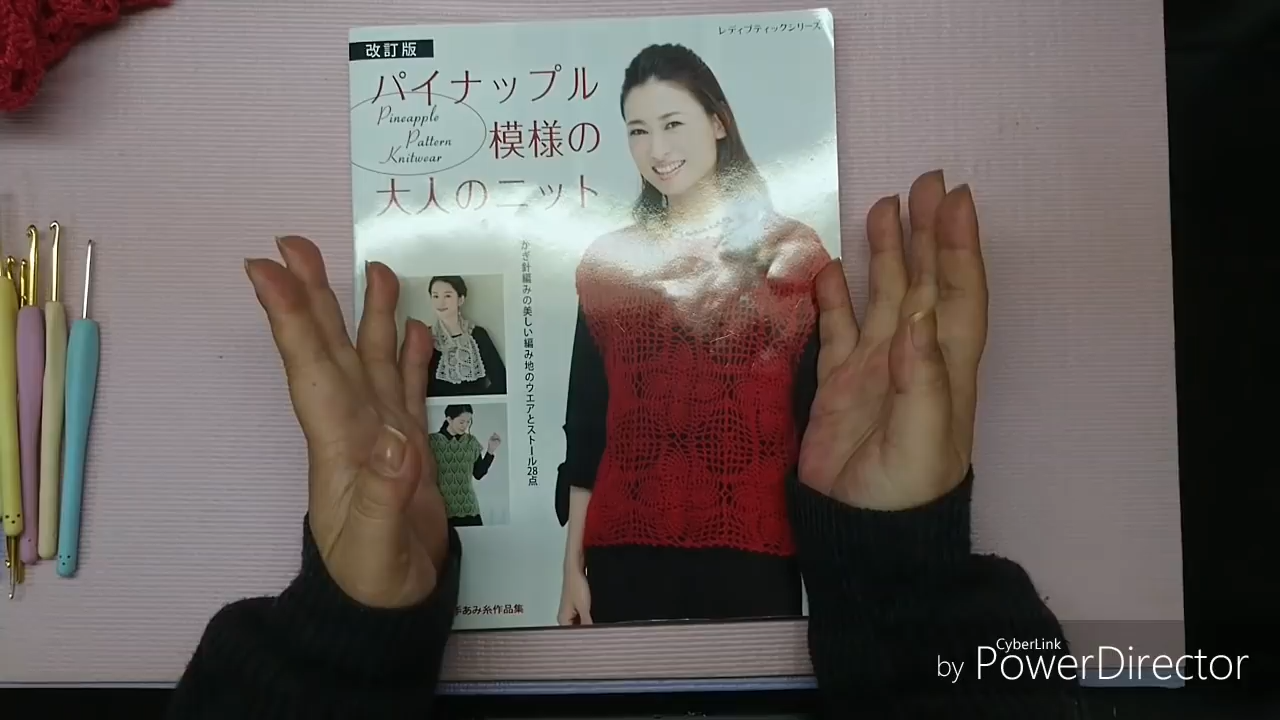 レディブティックシリーズ
改訂版
パイナップル
模様の
大人のニット
Pineapple
Pattern
Knitwear
かぎ針編みの美しい編み地のウエアとストール28点
手あみ糸作品集
CyberLink
by PowerDirector